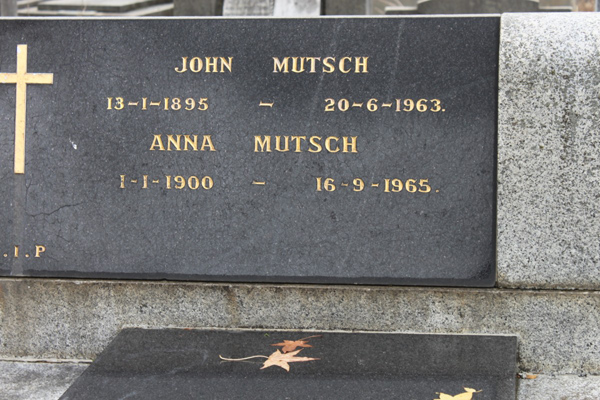 JOHN MUTSCH
13-1-1895 - 20-6-1963.
ANNA MUTSCH
1-1-1900 - 16-9-1965.
.I.P